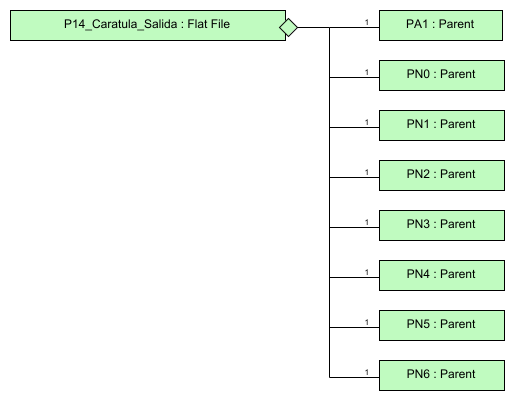 P14_Caratula_Salida : Flat File
1
PA1 : Parent
1
PN0 : Parent
1
PN1 : Parent
1
PN2 : Parent
1
PN3 : Parent
1
PN4 : Parent
1
PN5 : Parent
1
PN6 : Parent